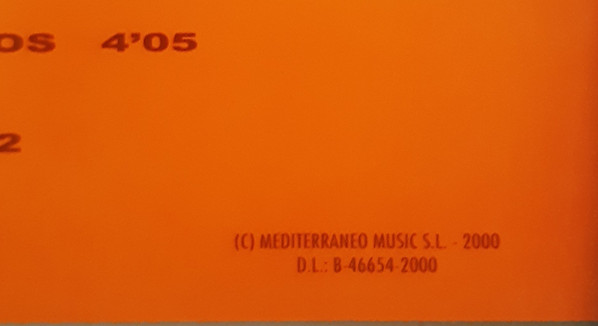 OS 4’05
2
(C) MEDITERRANEO MUSIC S.L. - 2000
D.L.: B-46654-2000